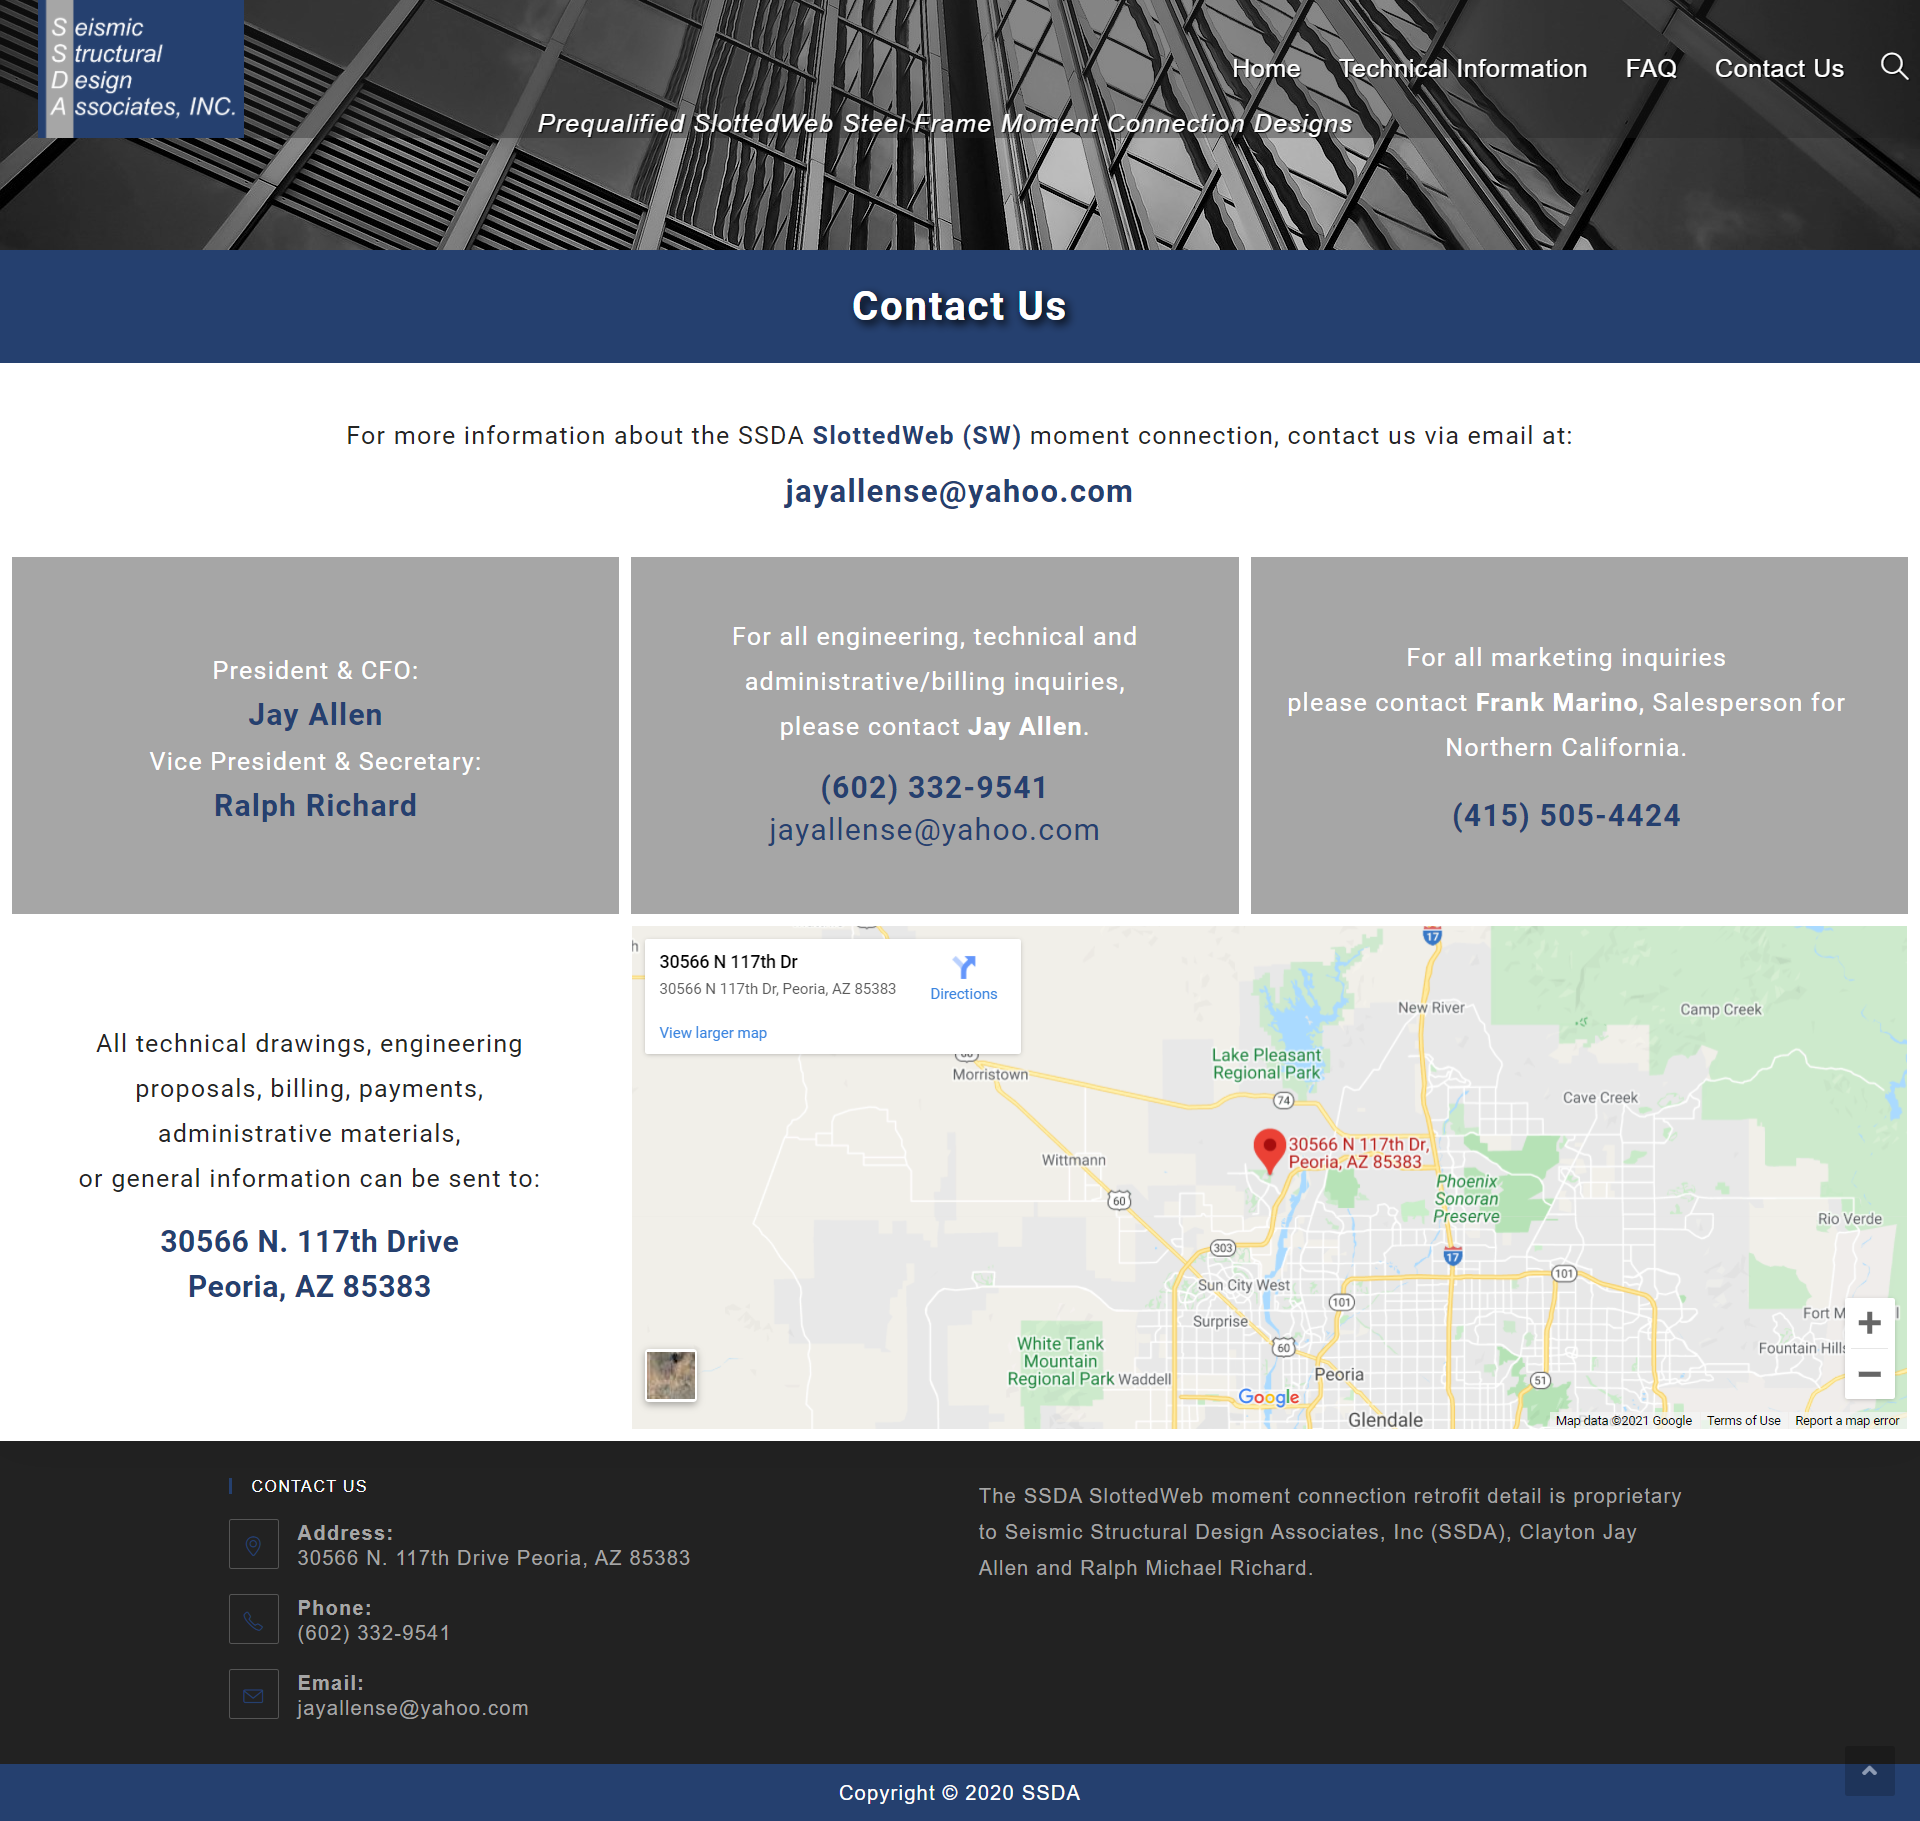 Seismic
Structural
Design
Associates, INC.
Home
Technical Information
FAQ
Contact Us
Prequalified SlottedWeb Steel Frame Moment Connection Designs
Contact Us
For more information about the SSDA SlottedWeb (SW) moment connection, contact us via email at:
jayallense@yahoo.com
President & CFO:
Jay Allen
Vice President & Secretary:
Ralph Richard
For all engineering, technical and
administrative/billing inquiries,
please contact Jay Allen.
(602) 332-9541
jayallense@yahoo.com
For all marketing inquiries
please contact Frank Marino, Salesperson for
Northern California.
(415) 505-4424
All technical drawings, engineering
proposals, billing, payments,
administrative materials,
or general information can be sent to:
30566 N. 117th Drive
Peoria, AZ 85383
30566 N 117th Dr
30566 N 117th Dr, Peoria, AZ 85383
Directions
View larger map
17
New River
Camp Creek
Lake Pleasant
Regional Park
Morristown
74
Cave Creek
30566 N 117th Dr,
Peoria, AZ 85383
Wittmann
60
Phoenix
Sonoran
Preserve
Rio Verde
303
17
101
Sun City West
101
Surprise
Fort M
60
White Tank
Mountain
Regional Park
Waddell
Fountain Hills
Peoria
51
Google
Glendale
Map data ©2021 Google
Terms of Use
Report a map error
CONTACT US
Address:
30566 N. 117th Drive Peoria, AZ 85383
Phone:
(602) 332-9541
Email:
jayallense@yahoo.com
The SSDA SlottedWeb moment connection retrofit detail is proprietary
to Seismic Structural Design Associates, Inc (SSDA), Clayton Jay
Allen and Ralph Michael Richard.
Copyright © 2020 SSDA